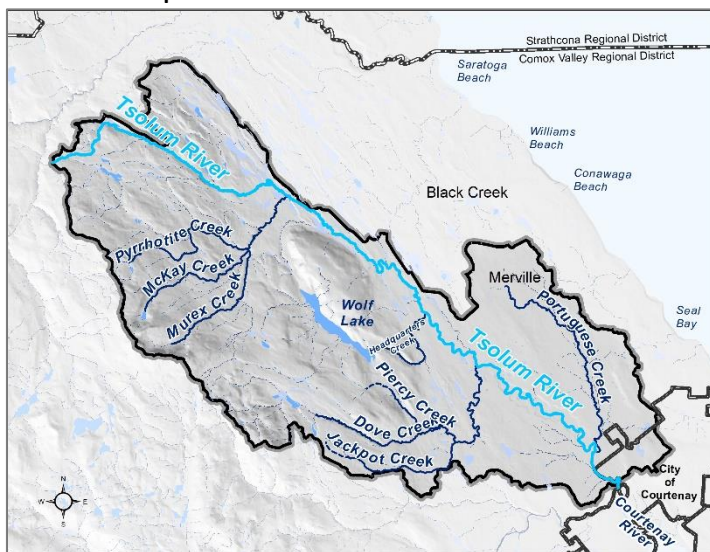 Strathcona Regional District
Comox Valley Regional District
Saratoga
Beach
Williams
Beach
Conawaga
Beach
Tsolum River
Black Creek
Pyrrhotite Creek
McKay Creek
Murex Creek
Merville
Portuguese Creek
Seal
Bay
Wolf
Lake
Headquarters
Creek
Tsolum River
Piercy Creek
Dove Creek
Jackpot Creek
City
of
Courtenay
Courtenay
River
N
W
E
S